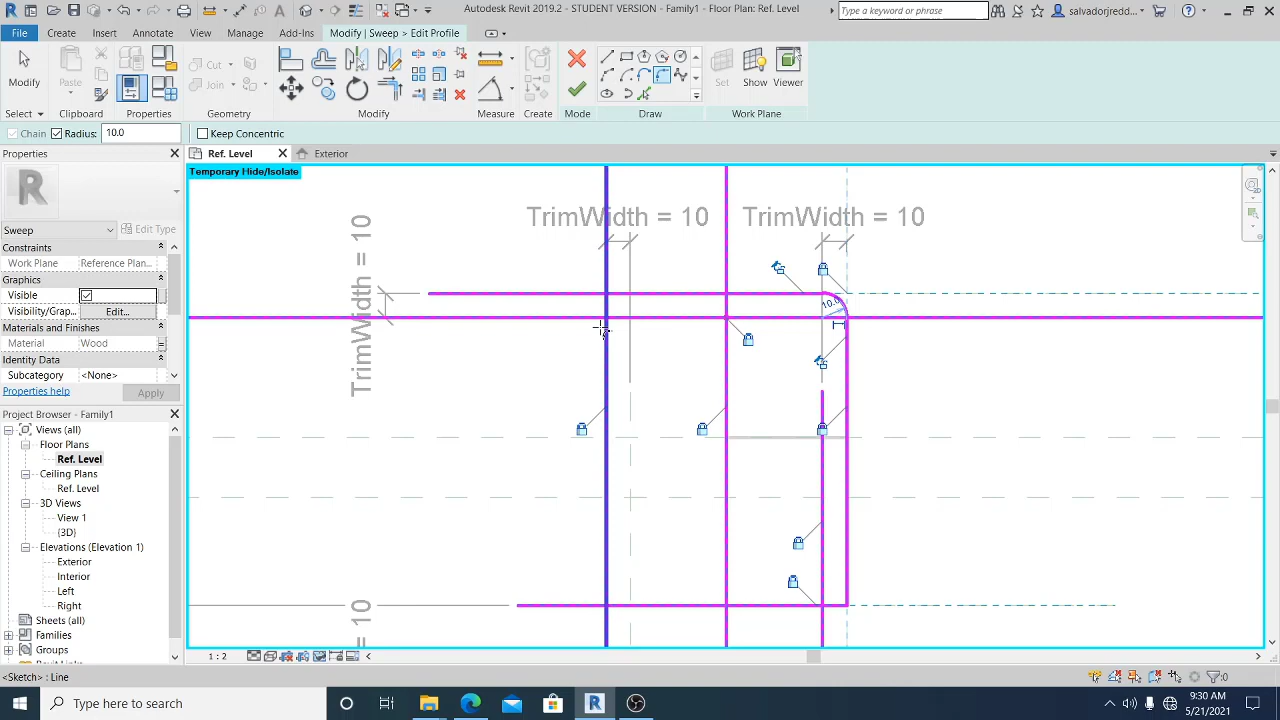 Autodesk Revit 2019.2 - STUDENT VERSION - Family1 - Floor Plan: Ref. Level
Type a keyword or phrase
salvadorjredd...
File
Create
Insert
Annotate
View
Manage
Add-Ins
Modify | Sweep > Edit Profile
Modify
Paste
Cut
Join
Set
Show
Viewer
Select
Clipboard
Properties
Geometry
Modify
Measure
Create
Mode
Draw
Work Plane
Chain
Radius:
10.0
Keep Concentric
Properties
Ref. Level
Exterior
Temporary Hide/Isolate
Sweep
Edit Type
Constraints
Work Plane
Reference Plan...
Graphics
Visible
Visibility/Grap...
Edit...
Materials and Finis
Material
Wood
Identity Data
Subcategory
<None>
Properties help
Apply
TrimWidth = 10
TrimWidth = 10
TrimWidth = 10
= 10
Project Browser - Family1
Views (all)
Floor Plans
Ref. Level
Ceiling Plans
Ref. Level
3D Views
View 1
{3D}
Elevations (Elevation 1)
Exterior
Interior
Left
Right
Sheets (all)
Families
Groups
1 : 2
<Sketch> : Line
:0
Type here to search
9:30 AM
5/21/2021